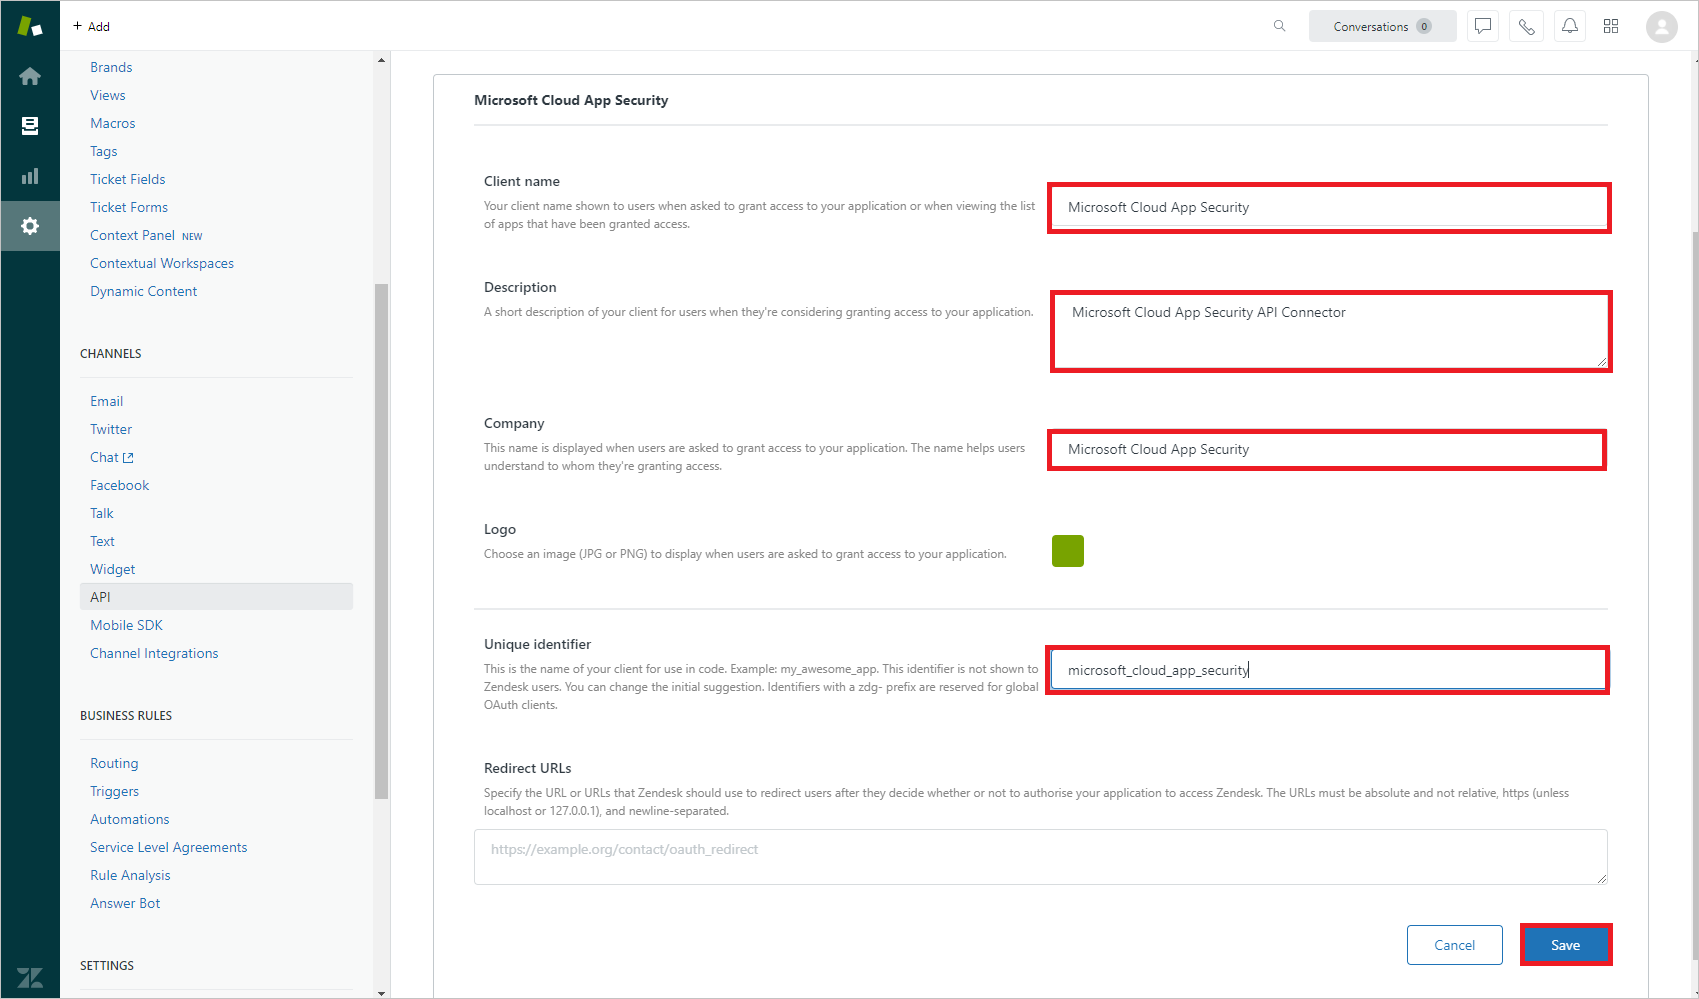 + Add
Conversations 0
Brands
Views
Macros
Tags
Ticket Fields
Ticket Forms
Context Panel NEW
Contextual Workspaces
Dynamic Content
CHANNELS
Email
Twitter
Chat
Facebook
Talk
Text
Widget
API
Mobile SDK
Channel Integrations
BUSINESS RULES
Routing
Triggers
Automations
Service Level Agreements
Rule Analysis
Answer Bot
SETTINGS
Microsoft Cloud App Security
Client name
Your client name shown to users when asked to grant access to your application or when viewing the list
of apps that have been granted access.
Microsoft Cloud App Security
Description
A short description of your client for users when they're considering granting access to your application.
Microsoft Cloud App Security API Connector
Company
This name is displayed when users are asked to grant access to your application. The name helps users
understand to whom they're granting access.
Microsoft Cloud App Security
Logo
Choose an image (JPG or PNG) to display when users are asked to grant access to your application.
Unique identifier
This is the name of your client for use in code. Example: my_awesome_app. This identifier is not shown to
Zendesk users. You can change the initial suggestion. Identifiers with a zdg- prefix are reserved for global
OAuth clients.
microsoft_cloud_app_security
Redirect URLs
Specify the URL or URLs that Zendesk should use to redirect users after they decide whether or not to authorise your application to access Zendesk. The URLs must be absolute and not relative, https (unless
localhost or 127.0.0.1), and newline-separated.
https://example.org/contact/oauth_redirect
Cancel
Save